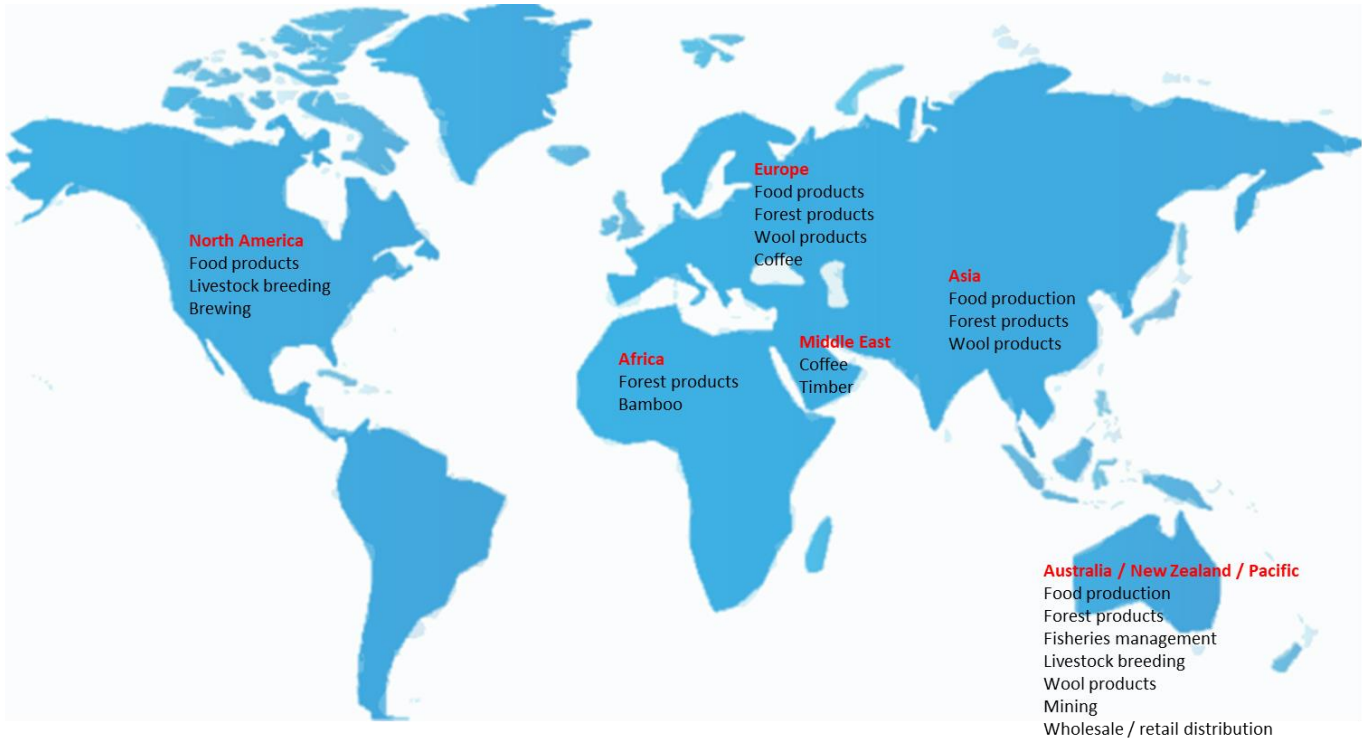 North America
Food products
Livestock breeding
Brewing
Europe
Food products
Forest products
Wool products
Coffee
Africa
Forest products
Bamboo
Middle East
Coffee
Timber
Asia
Food production
Forest products
Wool products
Australia / New Zealand / Pacific
Food production
Forest products
Fisheries management
Livestock breeding
Wool products
Mining
Wholesale / retail distribution